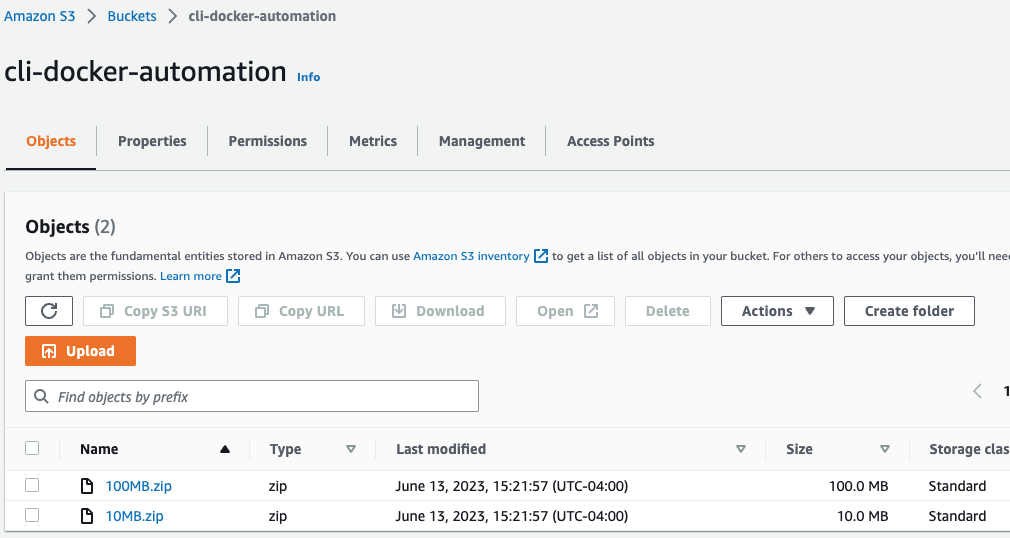 Amazon S3 > Buckets > cli-docker-automation
cli-docker-automation Info
Objects Properties Permissions Metrics Management Access Points
Objects (2)
Objects are the fundamental entities stored in Amazon S3. You can use Amazon S3 inventory to get a list of all objects in your bucket. For others to access your objects, you'll nee
grant them permissions. Learn more
Copy S3 URI Copy URL Download Open Delete Actions Create folder
Upload
Find objects by prefix 1
Name Type Last modified Size Storage clas
100MB.zip zip June 13, 2023, 15:21:57 (UTC-04:00) 100.0 MB Standard
10MB.zip zip June 13, 2023, 15:21:57 (UTC-04:00) 10.0 MB Standard